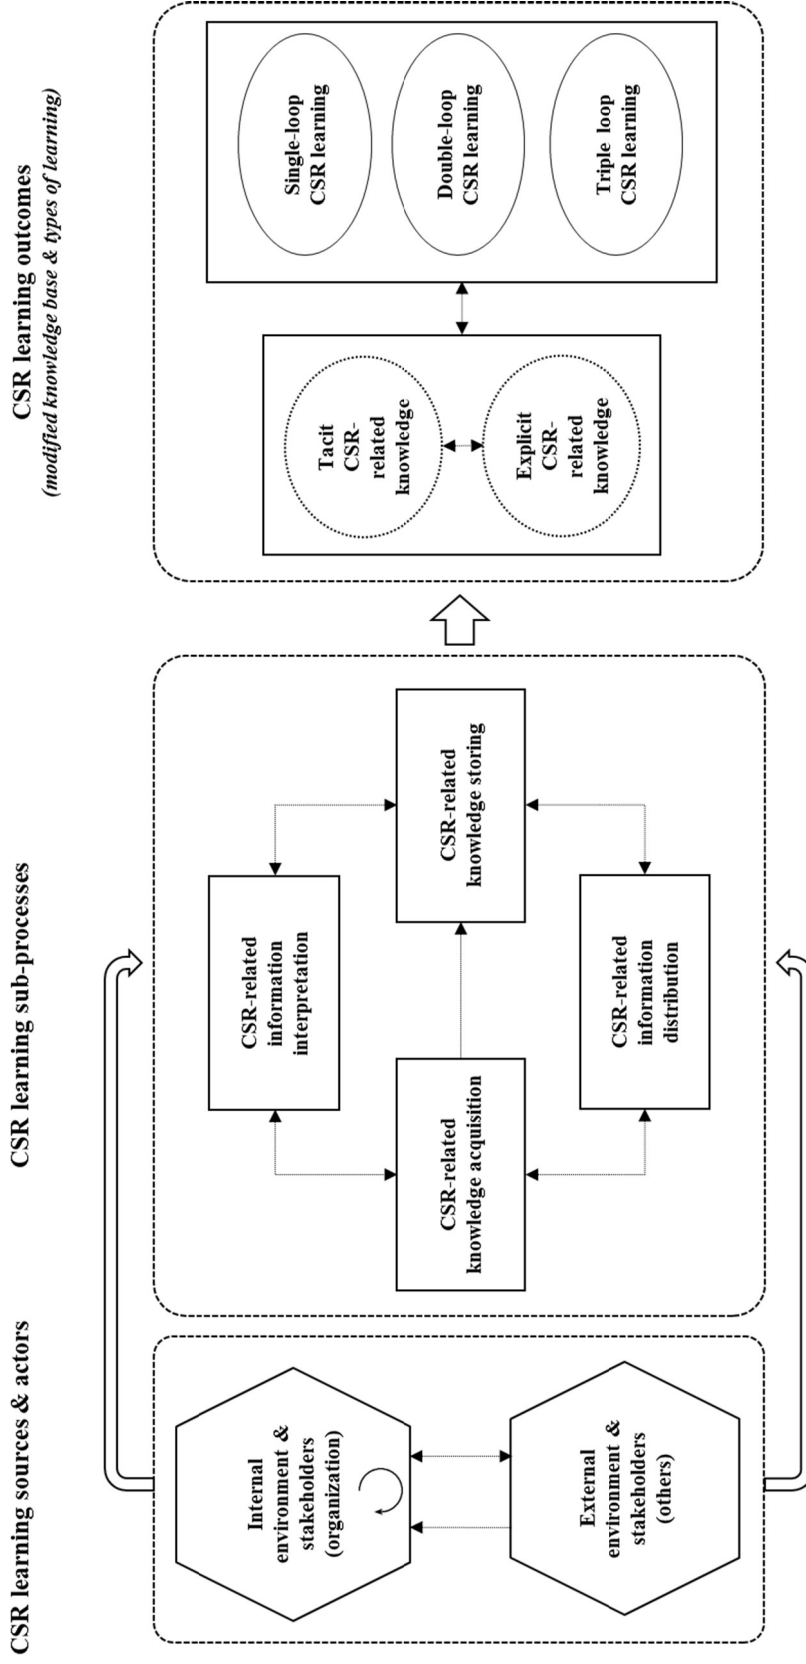 CSR learning sources & actors
CSR learning sub-processes
CSR learning outcomes
(modified knowledge base & types of learning)
Internal
environment &
stakeholders
(organization)
External
environment &
stakeholders
(others)
CSR-related
information
interpretation
CSR-related
knowledge acquisition
CSR-related
knowledge storing
CSR-related
information
distribution
Tacit
CSR-
related
knowledge
Explicit
CSR-
related
knowledge
Single-loop
CSR learning
Double-loop
CSR learning
Triple loop
CSR learning